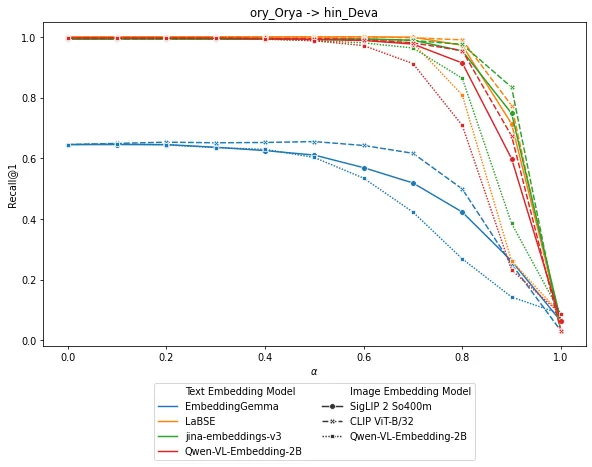 ory_Orya -> hin_Deva
1.0
0.8
0.6
0.4
0.2
0.0
Recall@1
0.0 0.2 0.4 0.6 0.8 1.0
α
Text Embedding Model
EmbeddingGemma
LaBSE
jina-embeddings-v3
Qwen-VL-Embedding-2B
Image Embedding Model
SigLIP 2 So400m
CLIP ViT-B/32
Qwen-VL-Embedding-2B